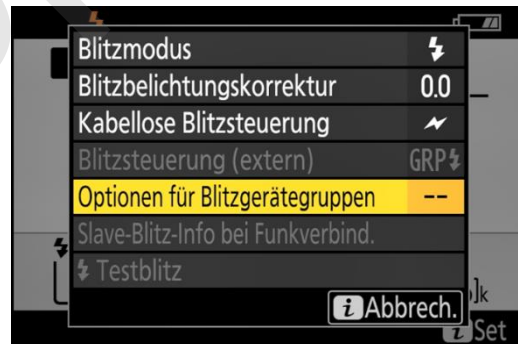 Blitzmodus
Blitzbelichtungskorrektur 0.0
Kabellose Blitzsteuerung
Blitzsteuerung (extern) GRP
Optionen für Blitzgerätegruppen --
Slave-Blitz-Info bei Funkverbind.
Testblitz
i Abbrech.
]k
i Set